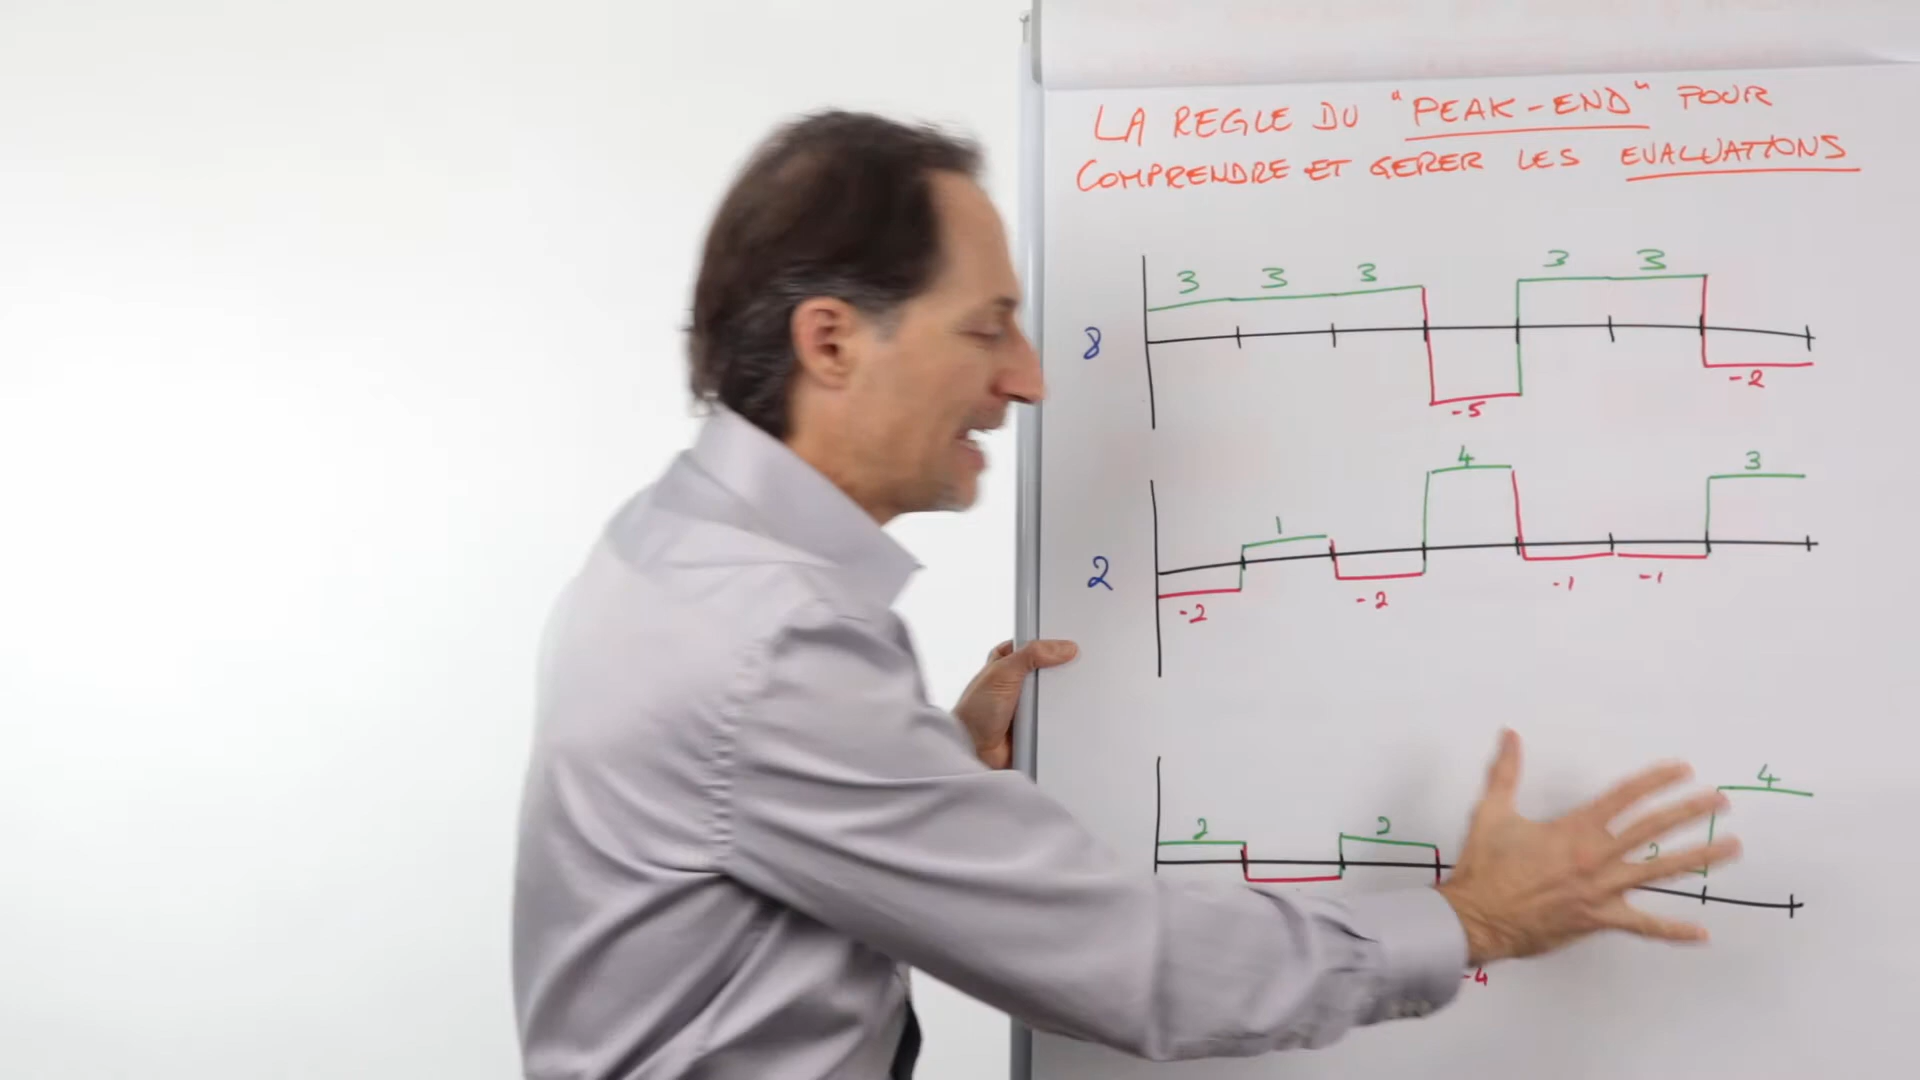 LA REGLE DU "PEAK-END" POUR
COMPRENDRE ET GERER LES EVALUATIONS
3 3 3 3 3
8
-5 -2
4 3
1
2
-2 -2 -1 -1
4
2 2 2
-4